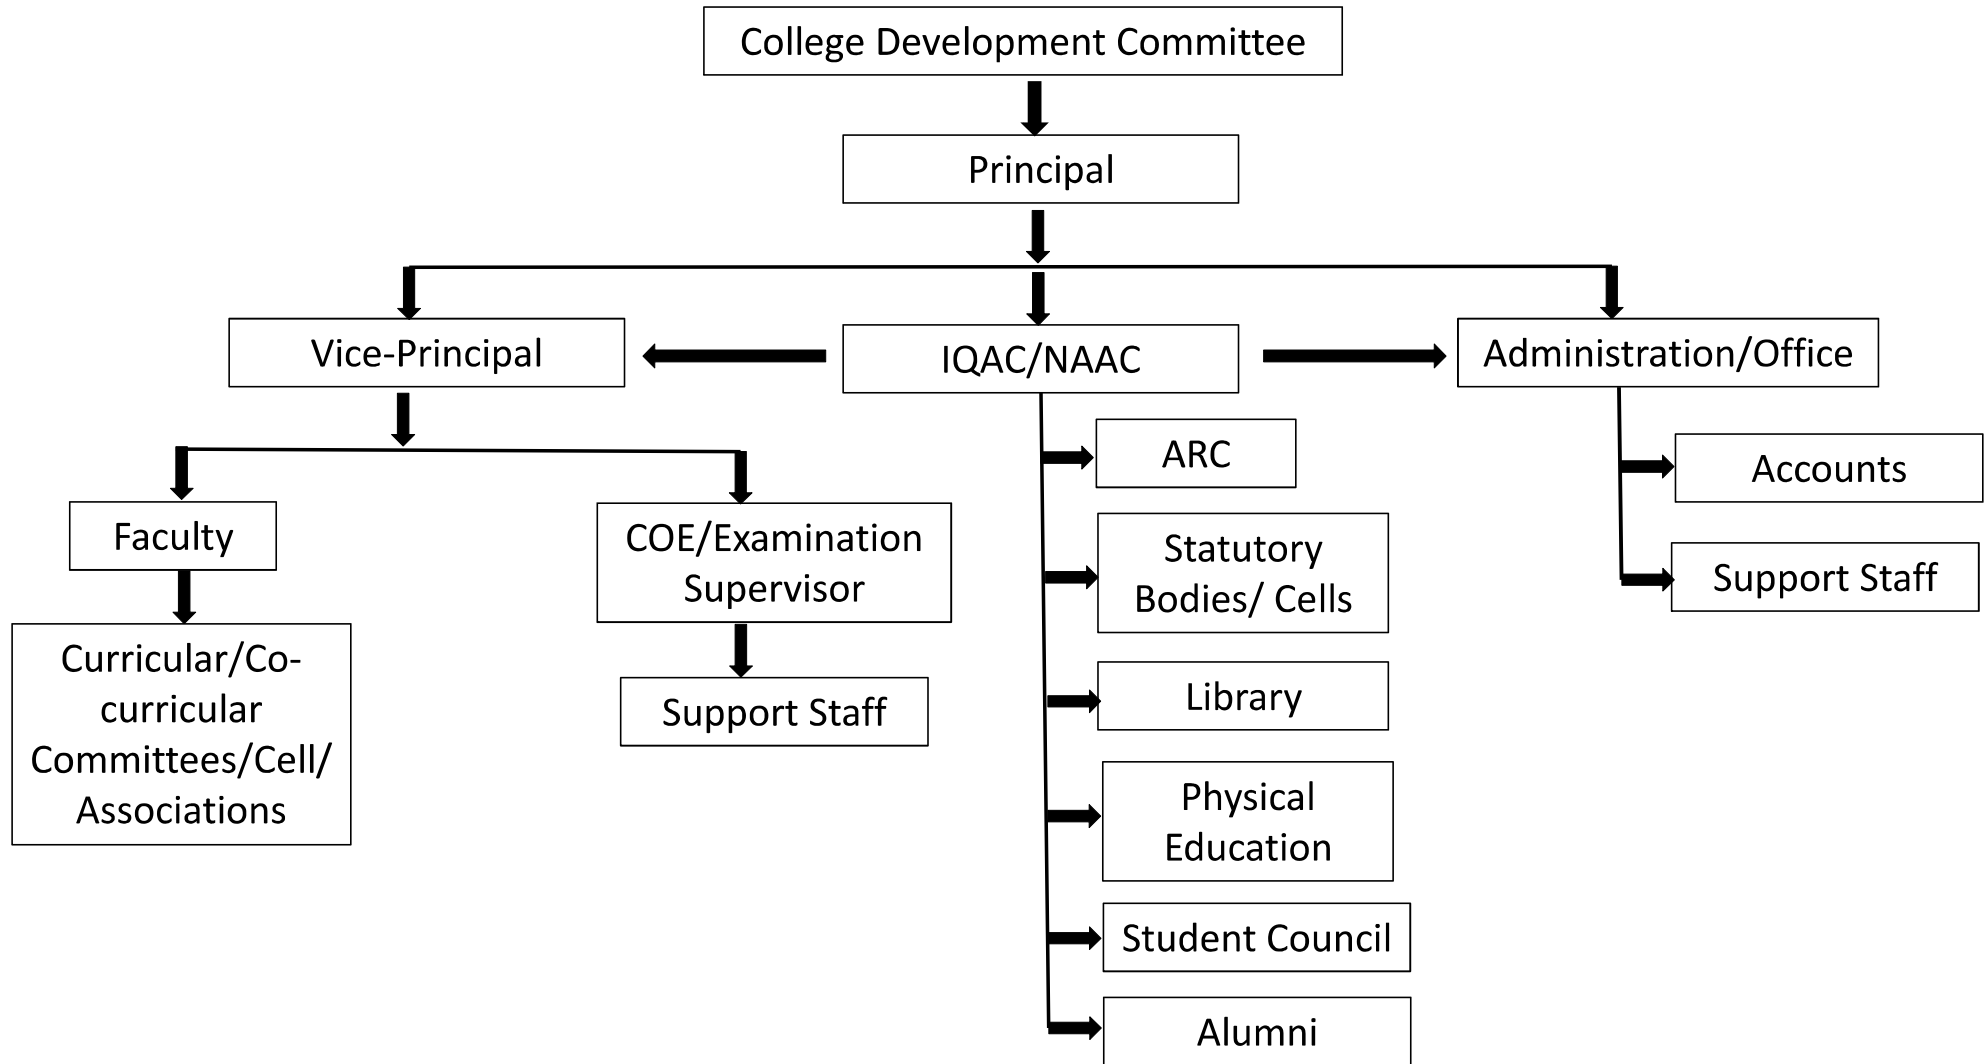 College Development Committee
Principal
Vice-Principal
IQAC/NAAC
Administration/Office
Faculty
COE/Examination
Supervisor
Curricular/Co-
curricular
Committees/Cell/
Associations
Support Staff
ARC
Statutory
Bodies/ Cells
Library
Physical
Education
Student Council
Alumni
Accounts
Support Staff